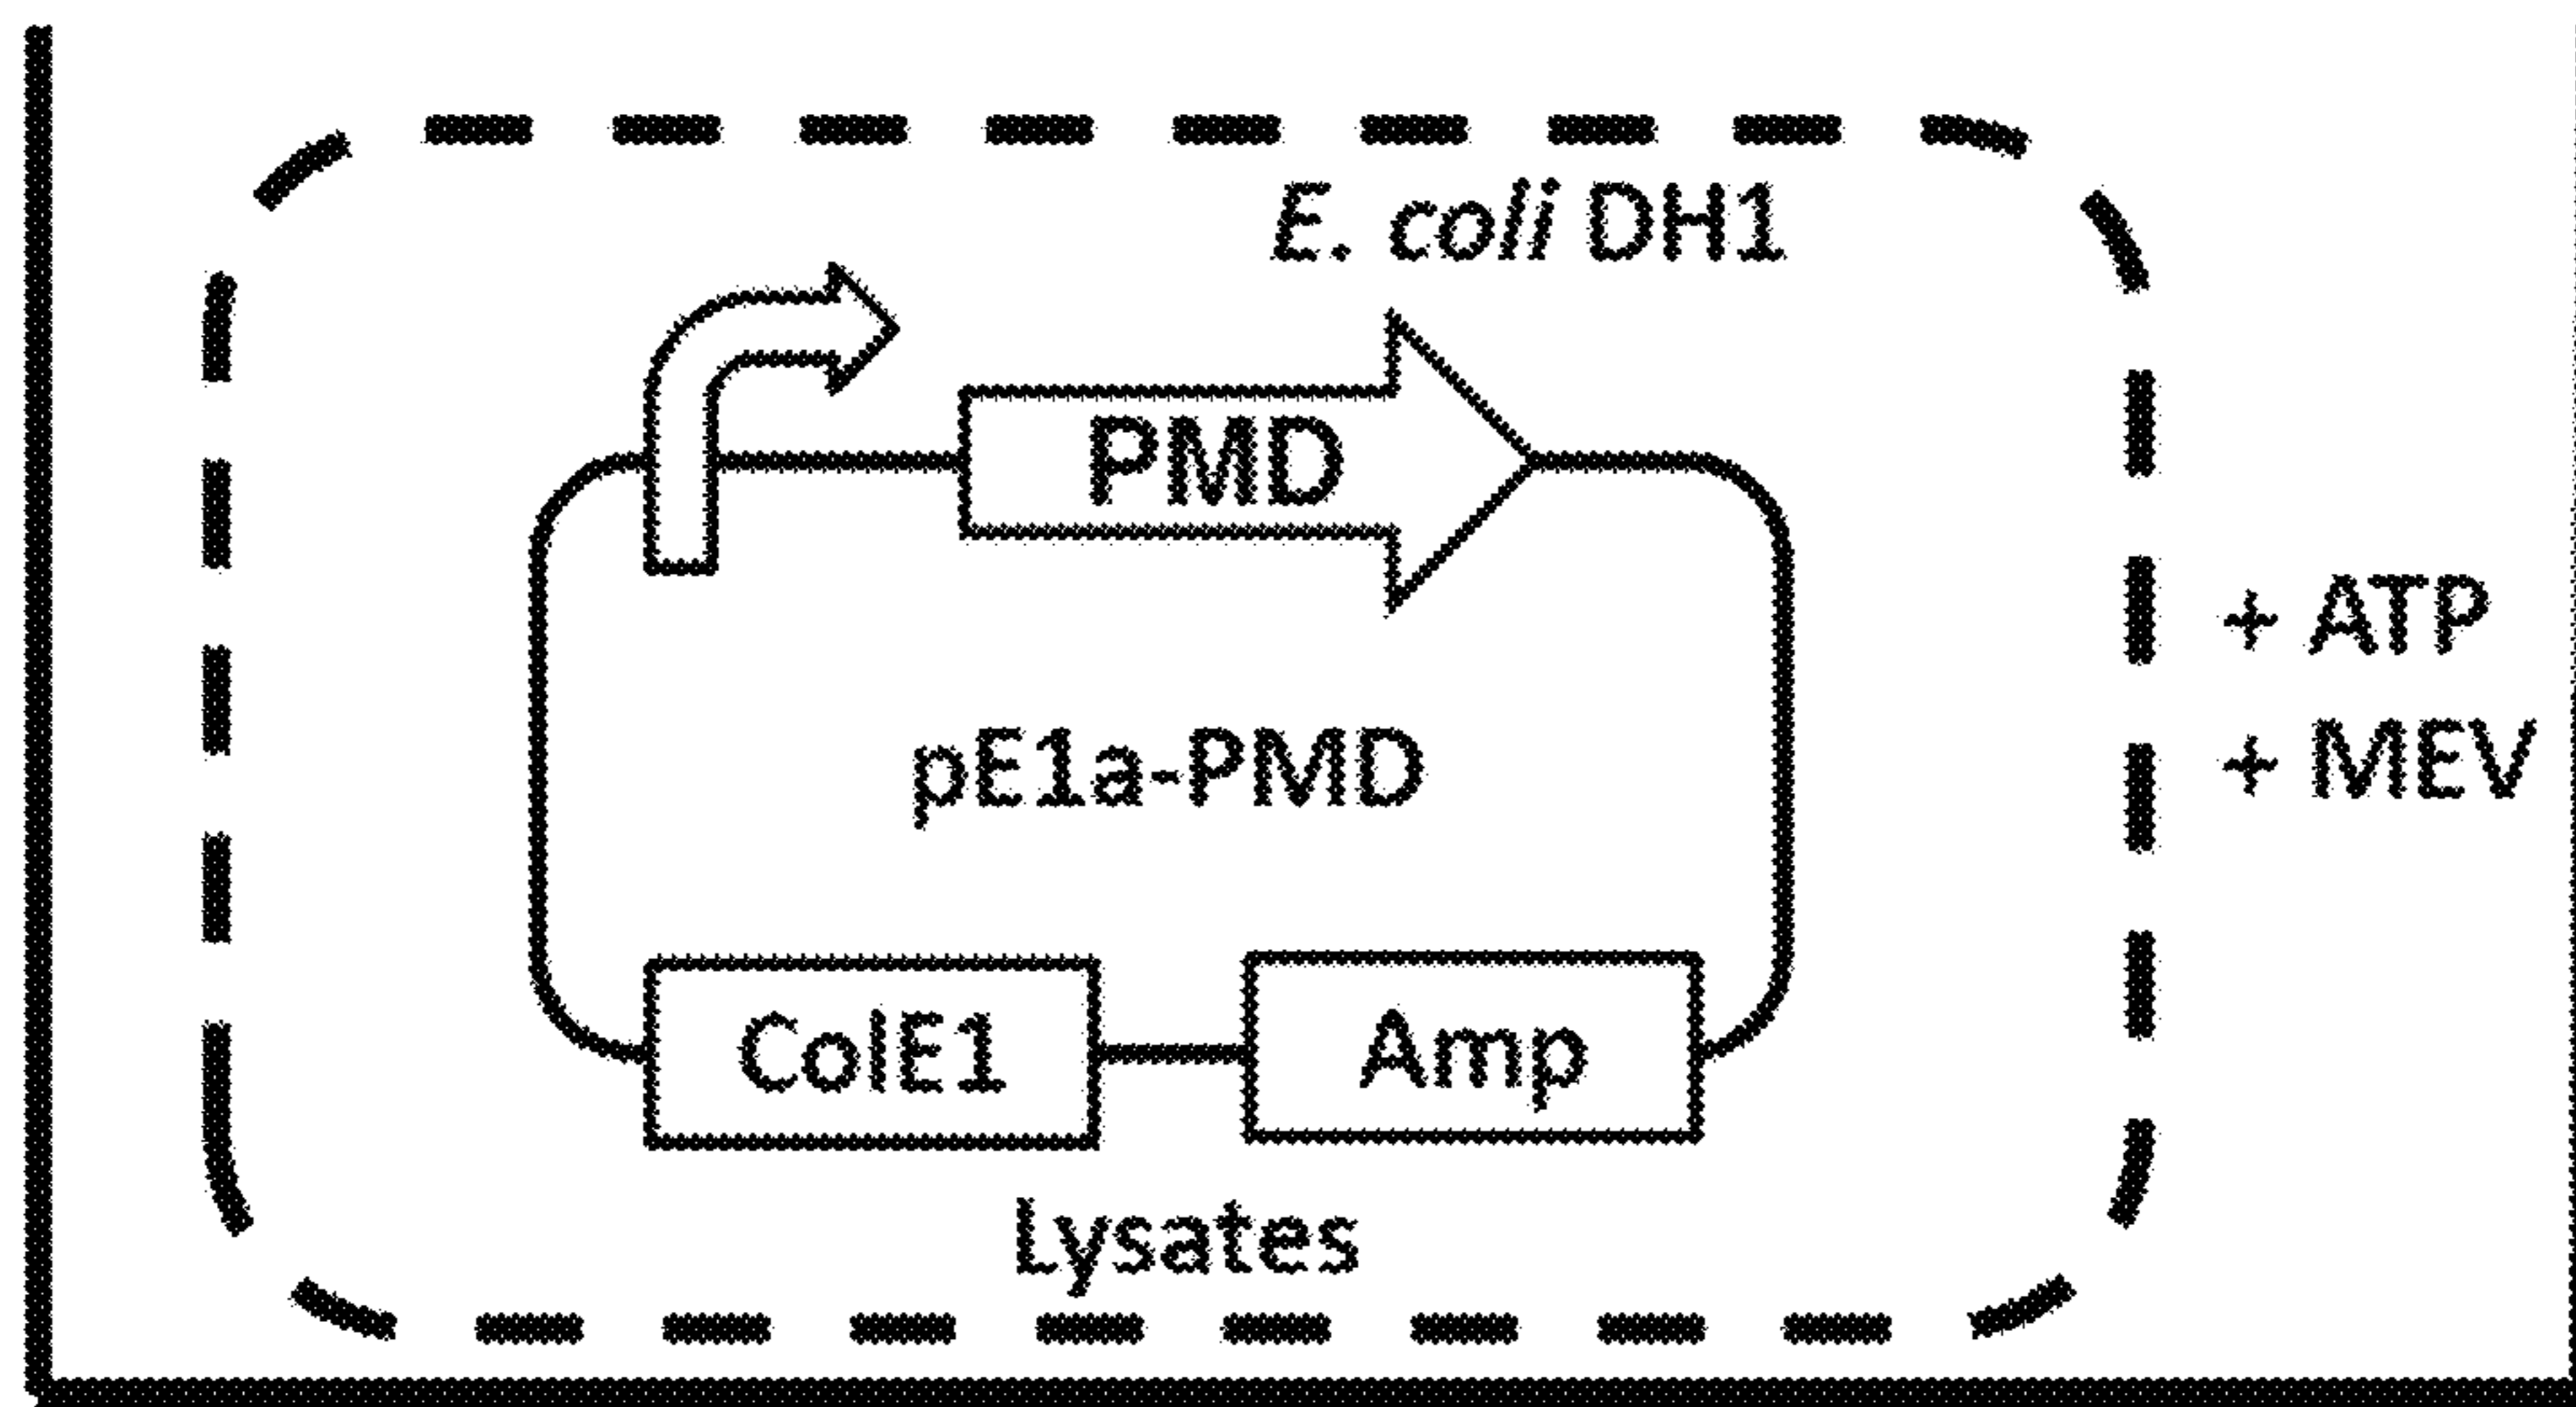 E. coli DH1
PMD
+ ATP
pE1a-PMD
+ MEV
ColE1
Amp
Lysates